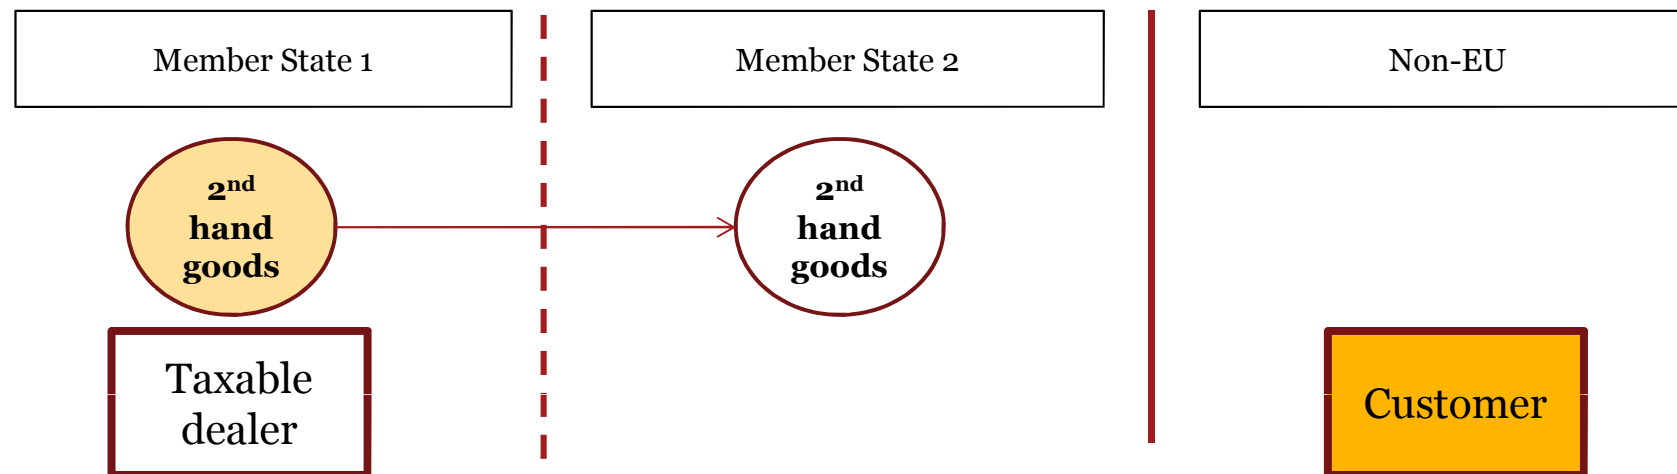 Member State 1
Member State 2
Non-EU
2nd
hand
goods
2nd
hand
goods
Taxable
dealer
Customer